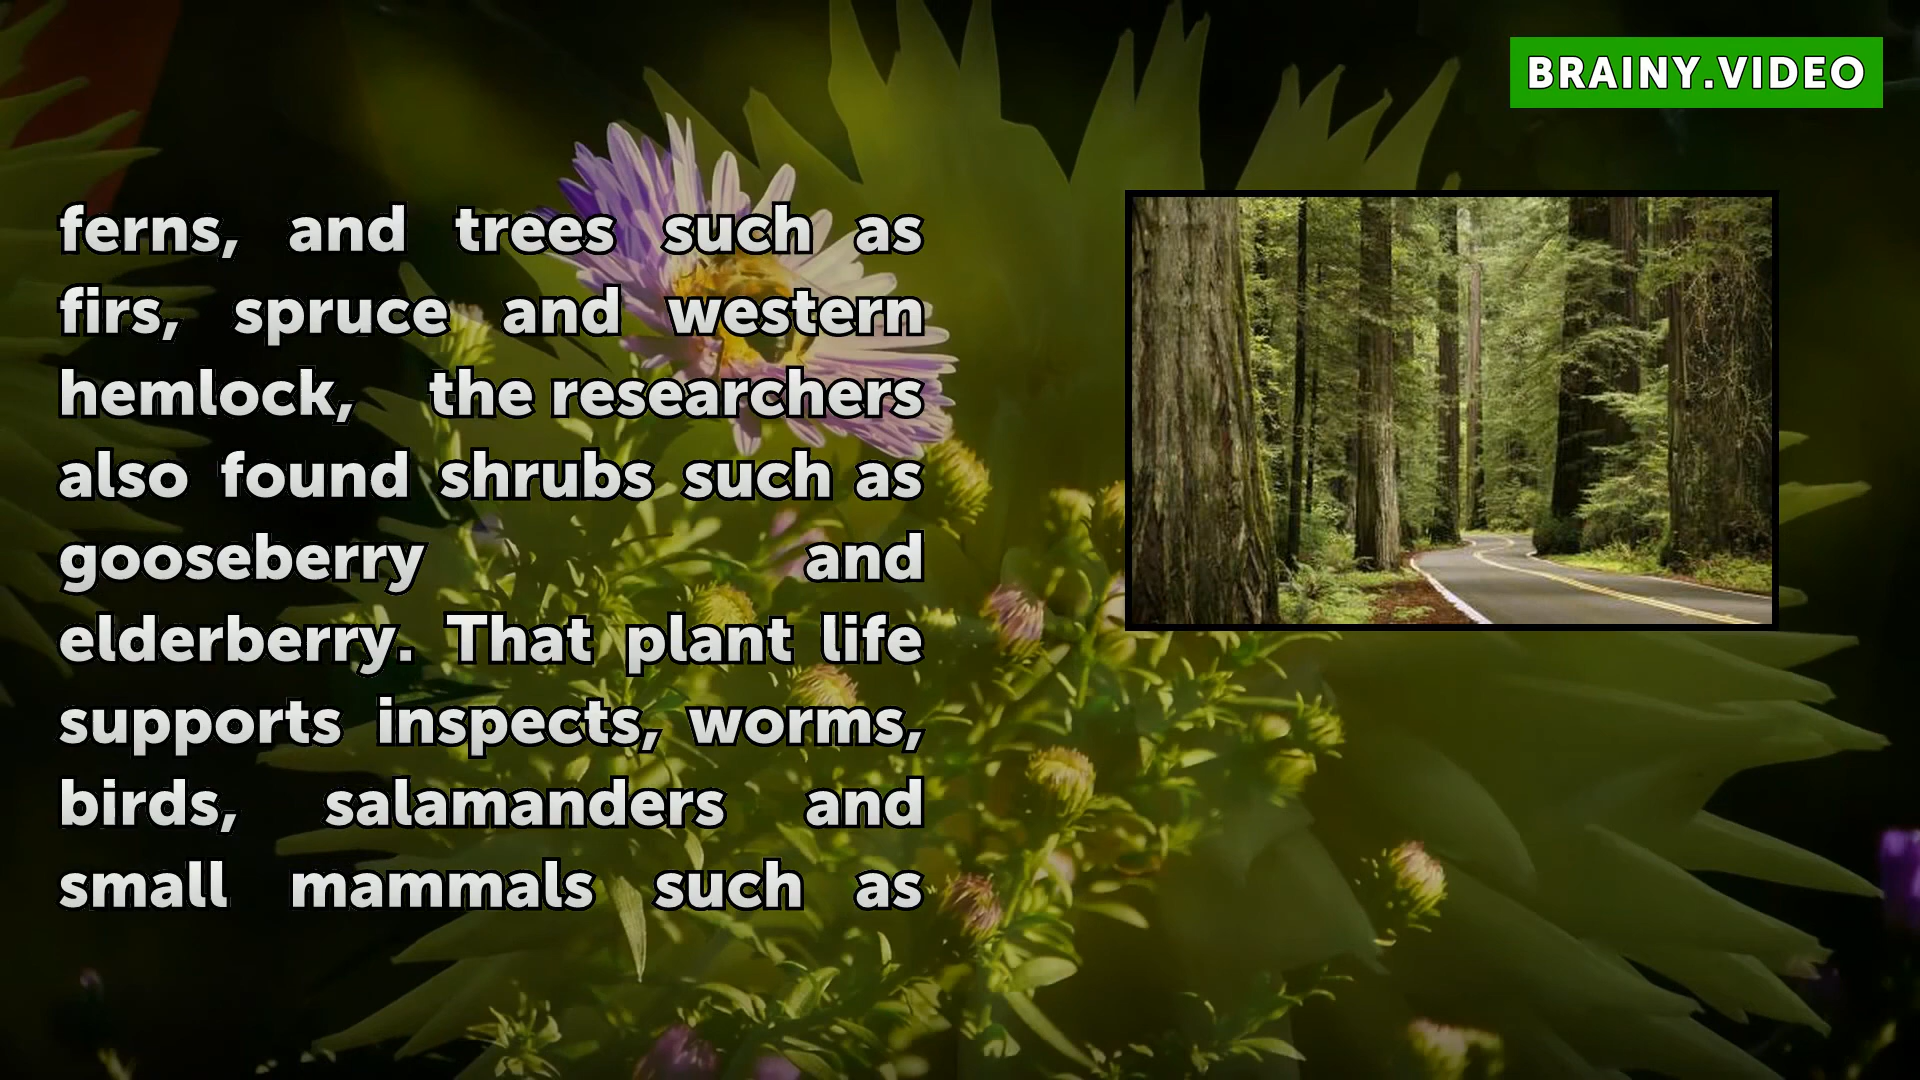 BRAINY.VIDEO
ferns, and trees such as
firs, spruce and western
hemlock, the researchers
also found shrubs such as
gooseberry and
elderberry. That plant life
supports inspects, worms,
birds, salamanders and
small mammals such as